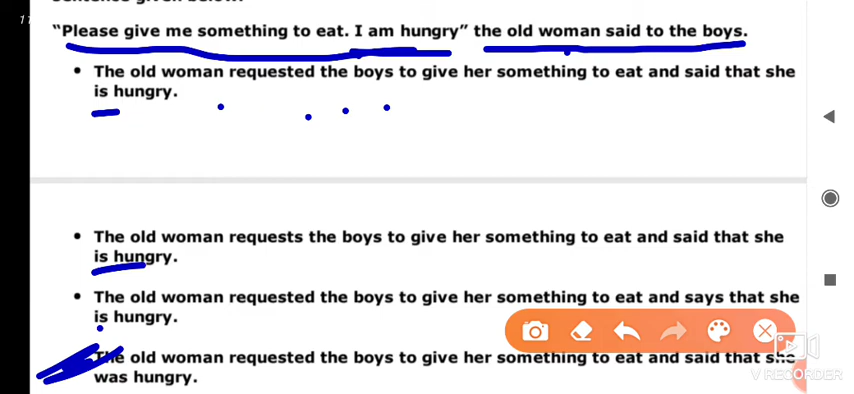 "Please give me something to eat. I am hungry" the old woman said to the boys.
• The old woman requested the boys to give her something to eat and said that she
is hungry.
• The old woman requests the boys to give her something to eat and said that she
is hungry.
• The old woman requested the boys to give her something to eat and says that she
is hungry.
The old woman requested the boys to give her something to eat and said that she
was hungry.
V RECORDER